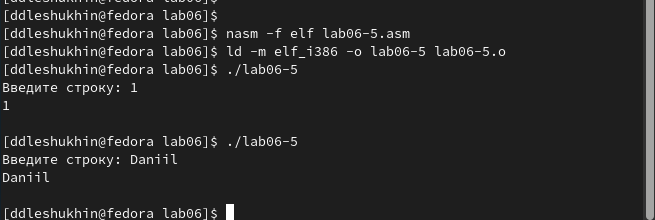 [ddleshukhin@fedora lab06]$
[ddleshukhin@fedora lab06]$ nasm -f elf lab06-5.asm
[ddleshukhin@fedora lab06]$ ld -m elf_i386 -o lab06-5 lab06-5.o
[ddleshukhin@fedora lab06]$ ./lab06-5
Введите строку: 1
1
[ddleshukhin@fedora lab06]$ ./lab06-5
Введите строку: Daniil
Daniil
[ddleshukhin@fedora lab06]$